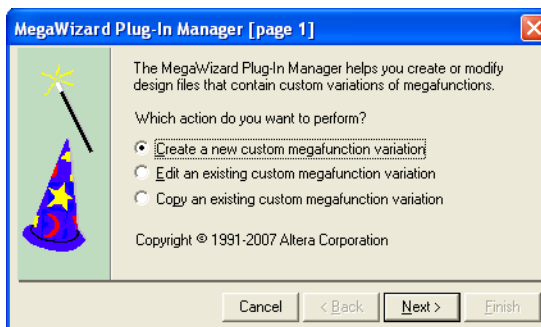 MegaWizard Plug-In Manager [page 1]
The MegaWizard Plug-In Manager helps you create or modify
design files that contain custom variations of megafunctions.
Which action do you want to perform?
Create a new custom megafunction variation
Edit an existing custom megafunction variation
Copy an existing custom megafunction variation
Copyright © 1991-2007 Altera Corporation
Cancel
< Back
Next >
Finish